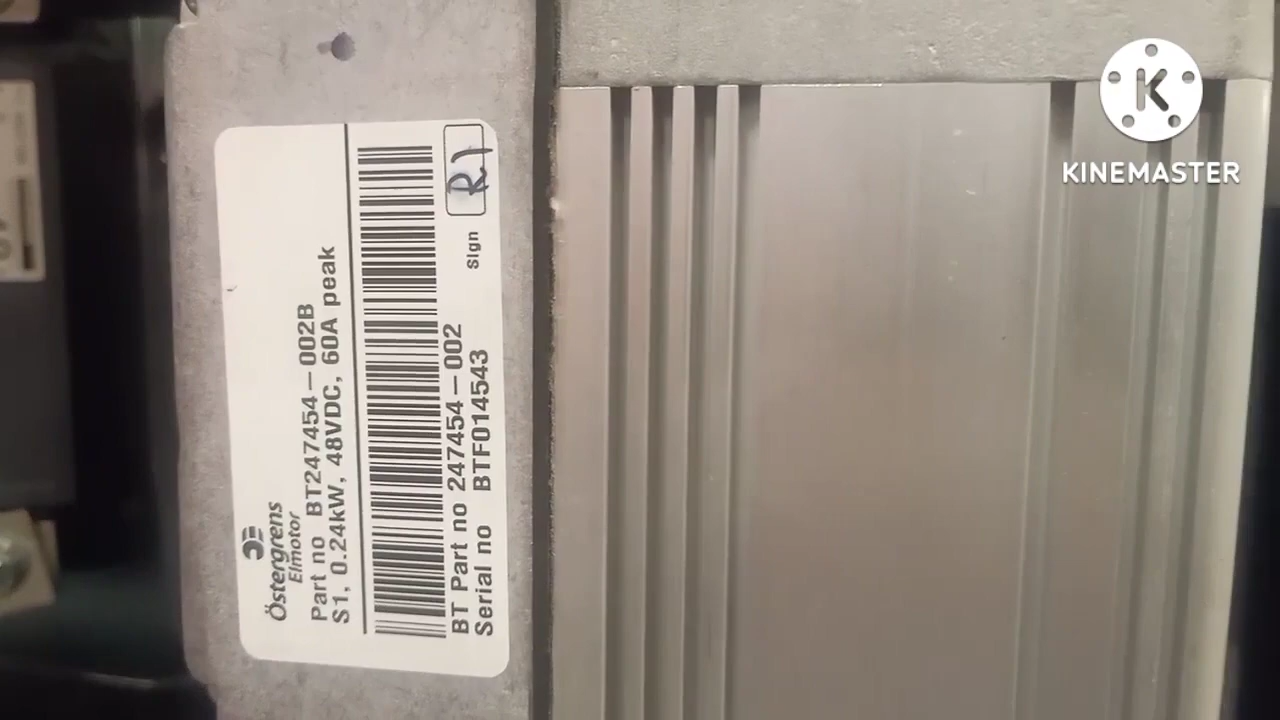 Östergrens
Elmotor
Part no BT247454-002B
S1, 0.24kW, 48VDC, 60A peak
BT Part no 247454-002
Serial no BTF014543
Sign R1
KINEMASTER